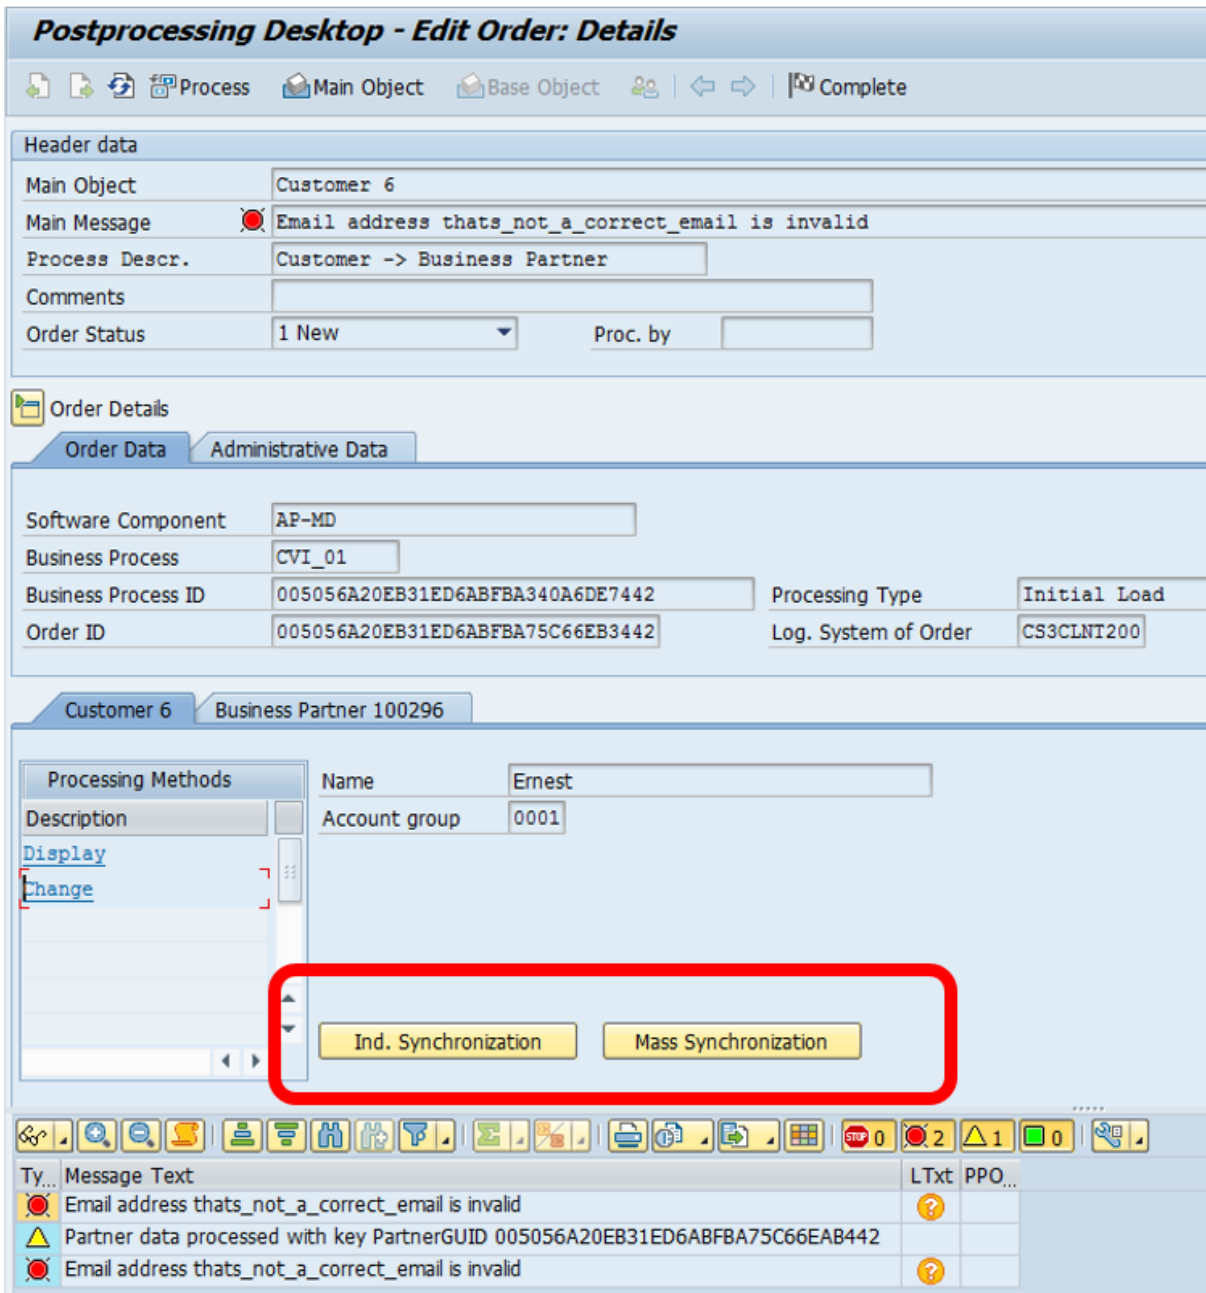 Postprocessing Desktop - Edit Order: Details
Process Main Object Base Object Complete
Header data
Main Object Customer 6
Main Message Email address thats_not_a_correct_email is invalid
Process Descr. Customer -> Business Partner
Comments
Order Status 1 New Proc. by
Order Details
Order Data Administrative Data
Software Component AP-MD
Business Process CVI_01
Business Process ID 005056A20EB31ED6ABFBA340A6DE7442 Processing Type Initial Load
Order ID 005056A20EB31ED6ABFBA75C66EB3442 Log. System of Order CS3CLNT200
Customer 6 Business Partner 100296
Processing Methods Name Ernest
Description Account group 0001
Display
Change
Ind. Synchronization Mass Synchronization
STOP 0 2 1 0
Ty... Message Text LTxt PPO...
Email address thats_not_a_correct_email is invalid
Partner data processed with key PartnerGUID 005056A20EB31ED6ABFBA75C66EAB442
Email address thats_not_a_correct_email is invalid